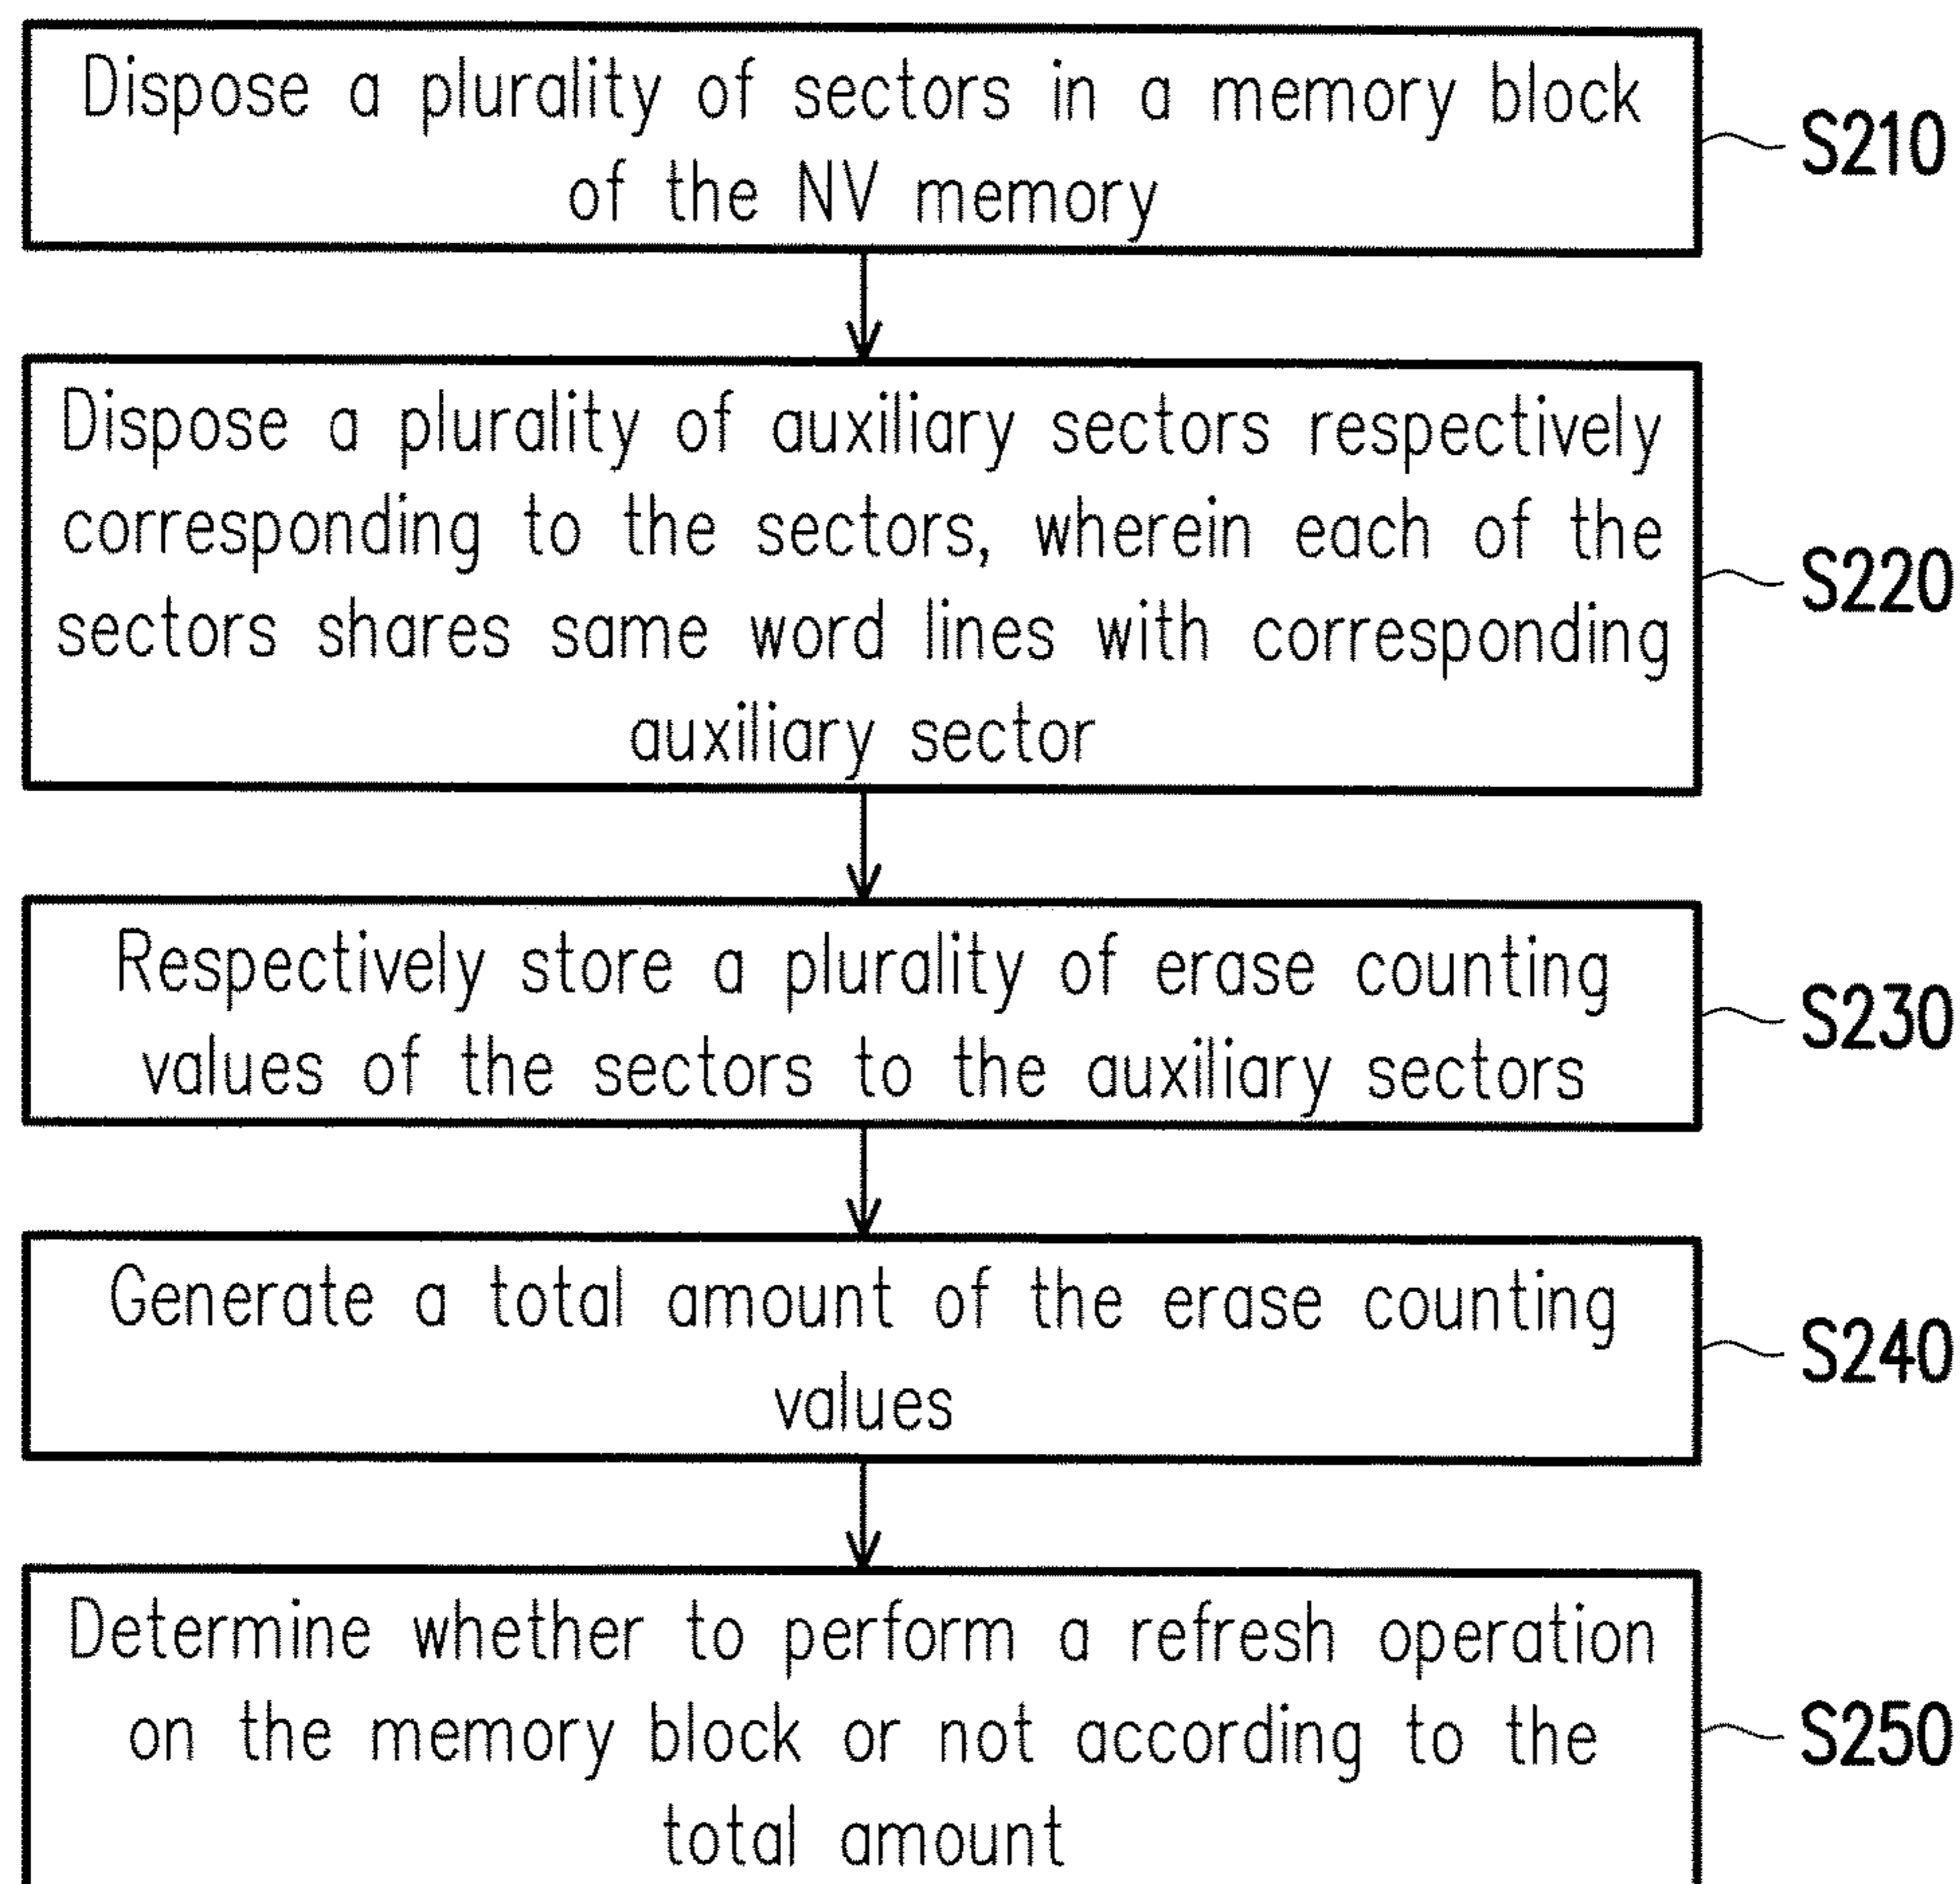 Dispose a plurality of sectors in a memory block
of the NV memory
S210
Dispose a plurality of auxiliary sectors respectively
corresponding to the sectors, wherein each of the
sectors shares same word lines with corresponding
auxiliary sector
S220
Respectively store a plurality of erase counting
values of the sectors to the auxiliary sectors
S230
Generate a total amount of the erase counting
values
S240
Determine whether to perform a refresh operation
on the memory block or not according to the
total amount
S250